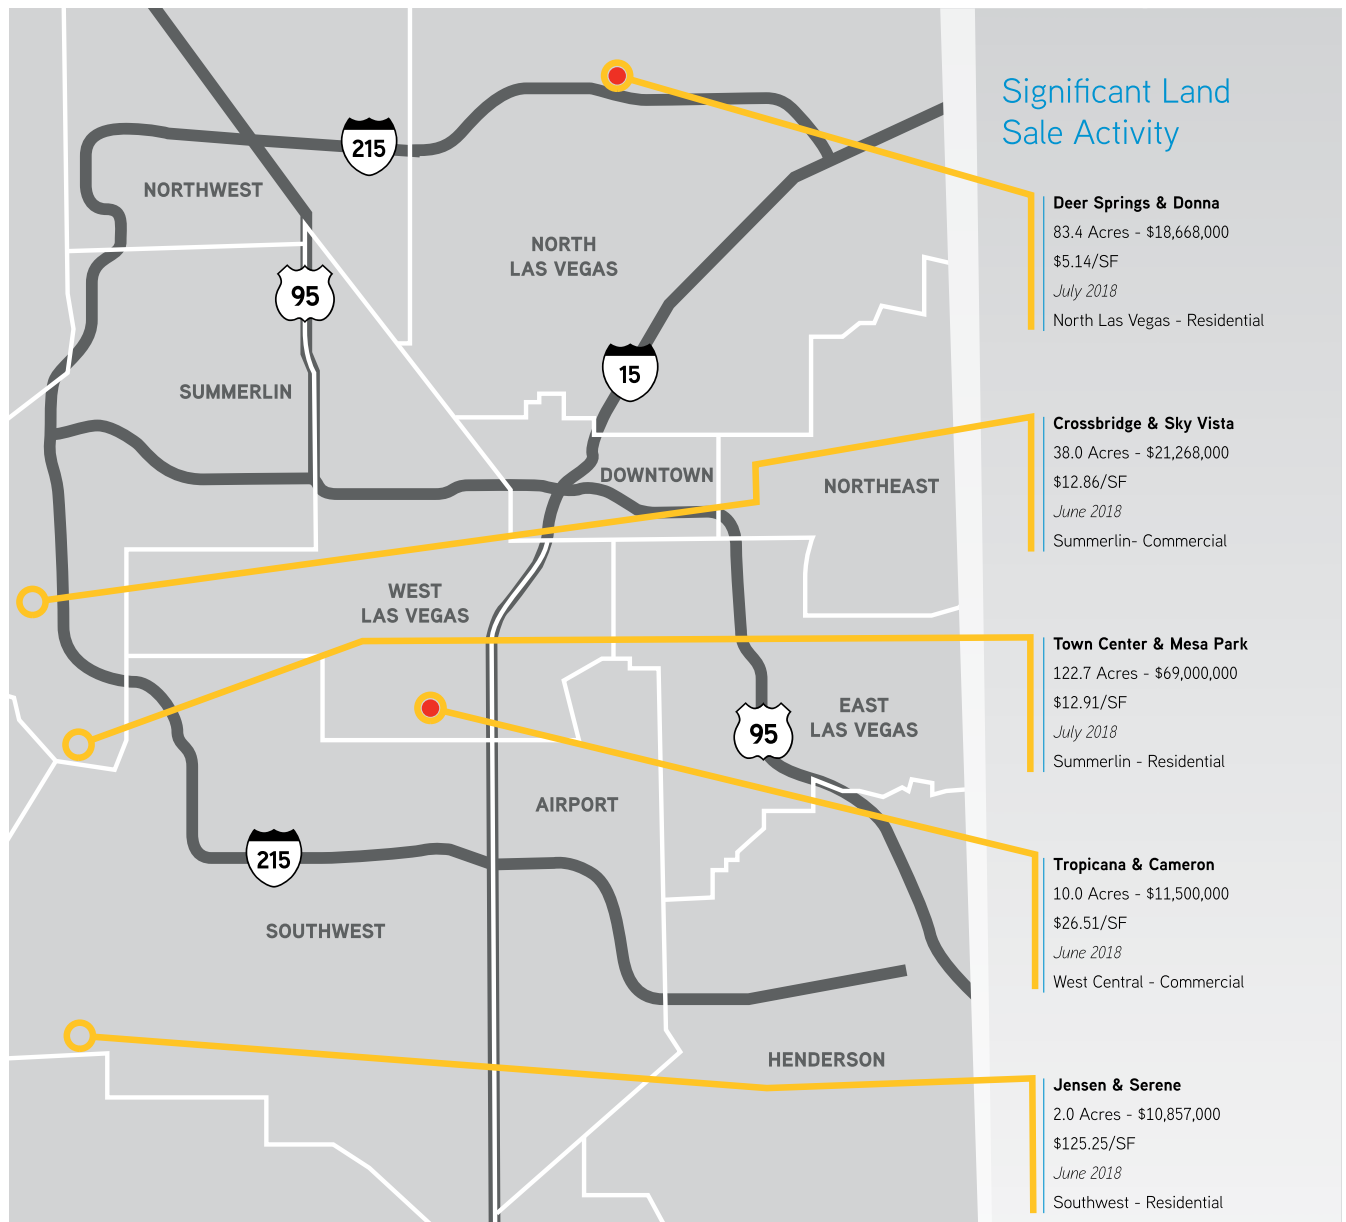 Significant Land
Sale Activity
Deer Springs & Donna
83.4 Acres - $18,668,000
$5.14/SF
July 2018
North Las Vegas - Residential
Crossbridge & Sky Vista
38.0 Acres - $21,268,000
$12.86/SF
June 2018
Summerlin- Commercial
Town Center & Mesa Park
122.7 Acres - $69,000,000
$12.91/SF
July 2018
Summerlin - Residential
Tropicana & Cameron
10.0 Acres - $11,500,000
$26.51/SF
June 2018
West Central - Commercial
Jensen & Serene
2.0 Acres - $10,857,000
$125.25/SF
June 2018
Southwest - Residential
215
NORTHWEST
NORTH
LAS VEGAS
95
15
SUMMERLIN
DOWNTOWN
NORTHEAST
WEST
LAS VEGAS
EAST
LAS VEGAS
95
AIRPORT
215
SOUTHWEST
HENDERSON